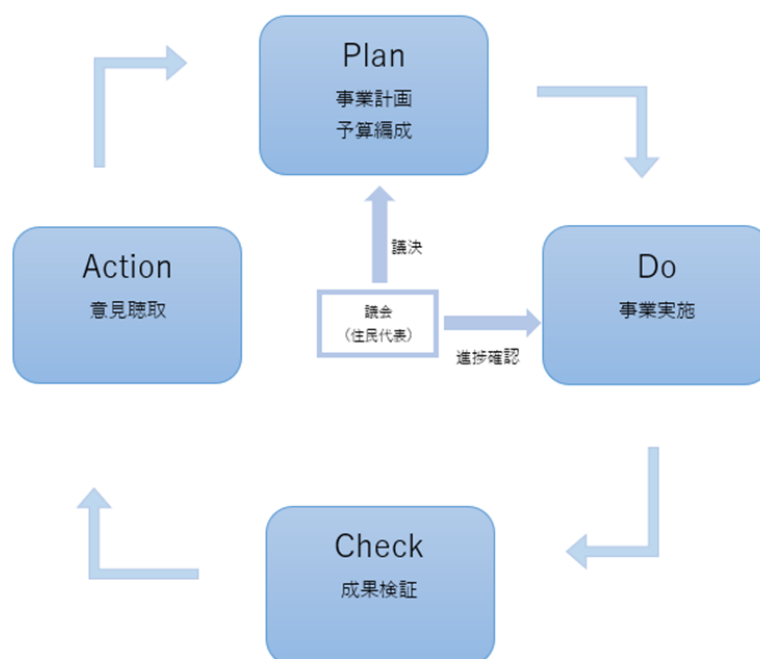 Plan
事業計画
予算編成
議決
Action
意見聴取
議会
（住民代表）
進捗確認
Do
事業実施
Check
成果検証